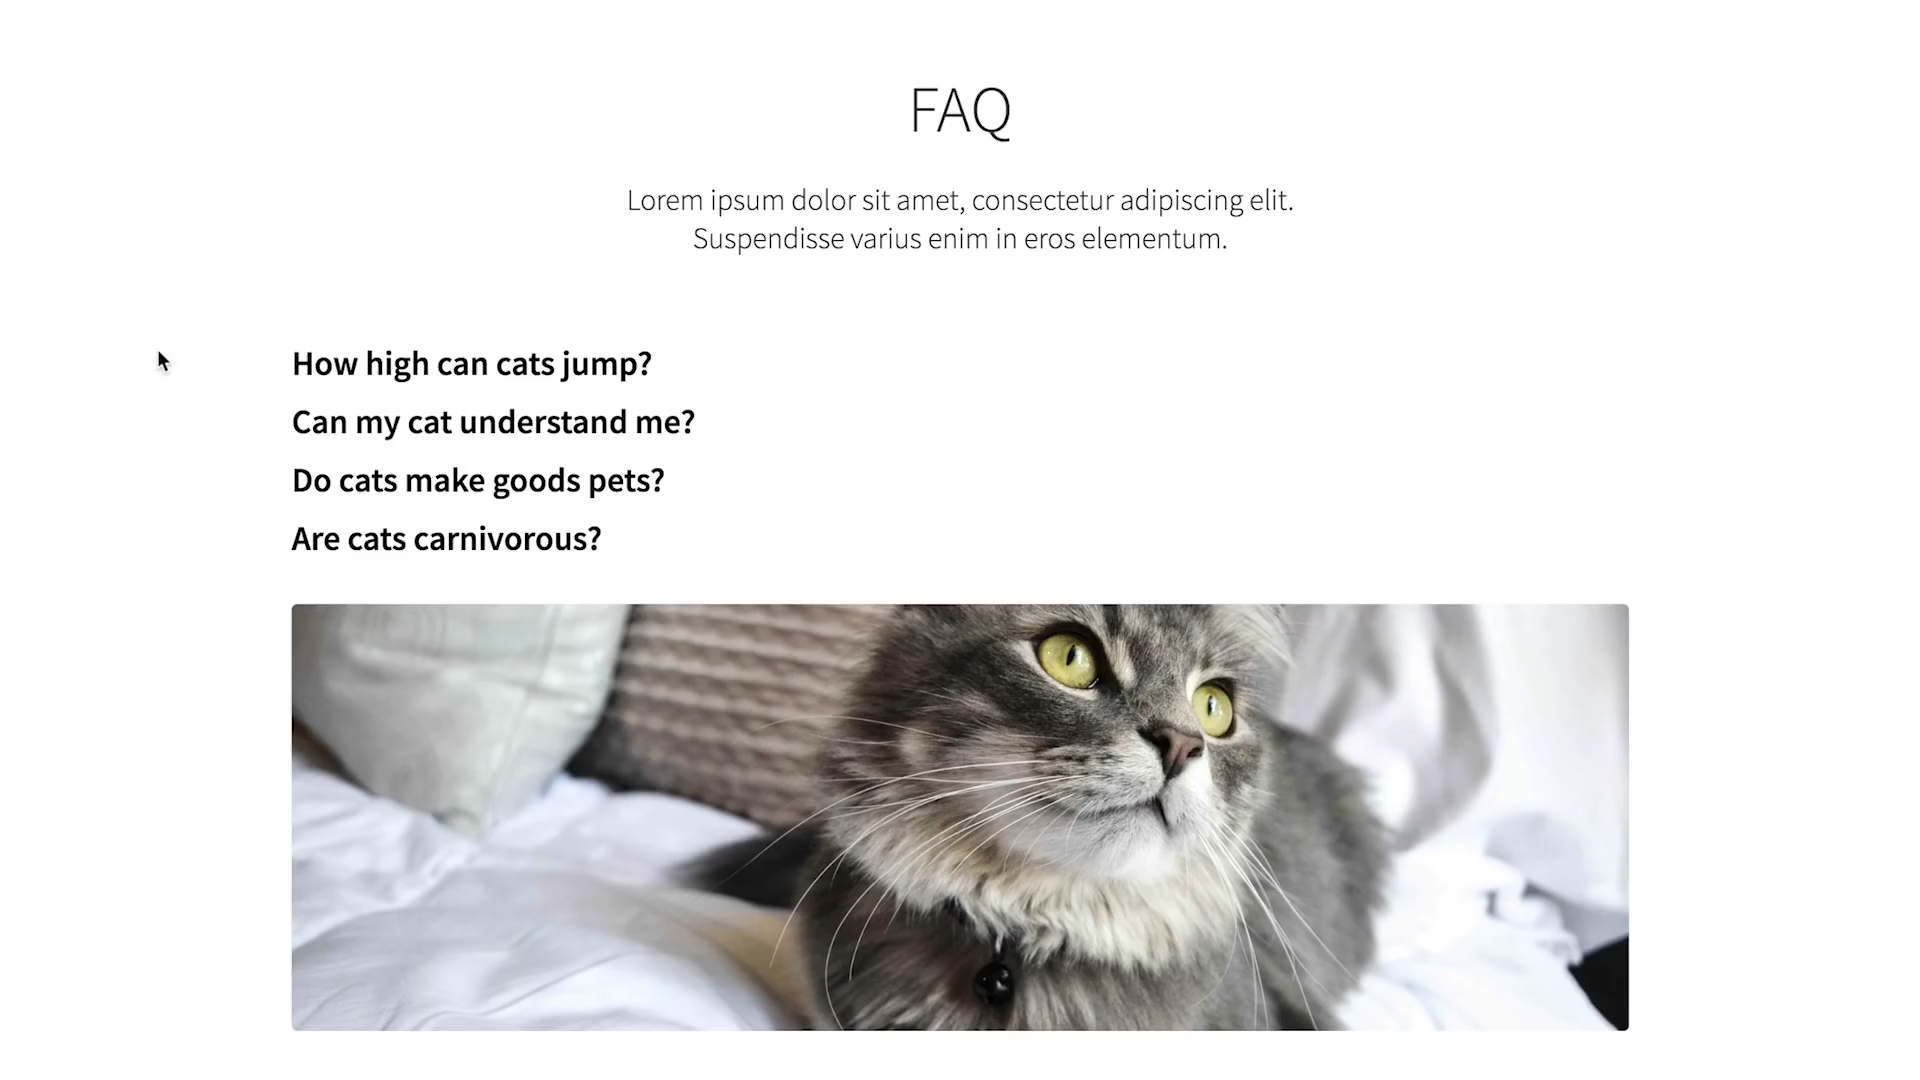 FAQ
Lorem ipsum dolor sit amet, consectetur adipiscing elit.
Suspendisse varius enim in eros elementum.
How high can cats jump?
Can my cat understand me?
Do cats make goods pets?
Are cats carnivorous?